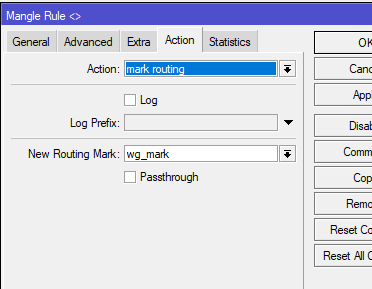 Mangle Rule <>
General Advanced Extra Action Statistics
Action: mark routing
Log
Log Prefix:
New Routing Mark: wg_mark
Passthrough
OK
Canc
Appl
Disab
Comm
Cop
Remo
Reset Co
Reset All C